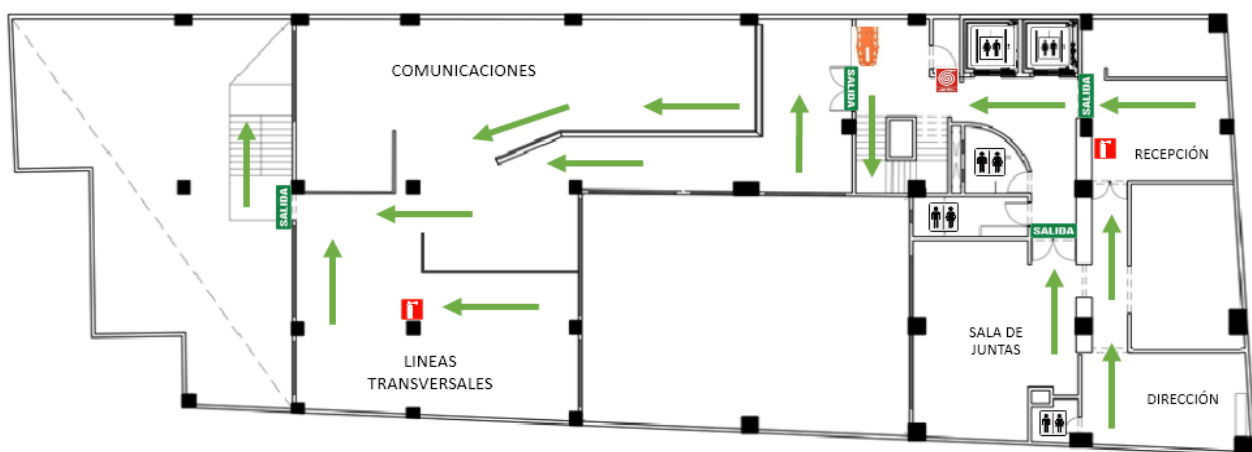 COMUNICACIONES
SALIDA
SALIDA
RECEPCIÓN
SALIDA
SALIDA
SALA DE
JUNTAS
LINEAS
TRANSVERSALES
DIRECCIÓN